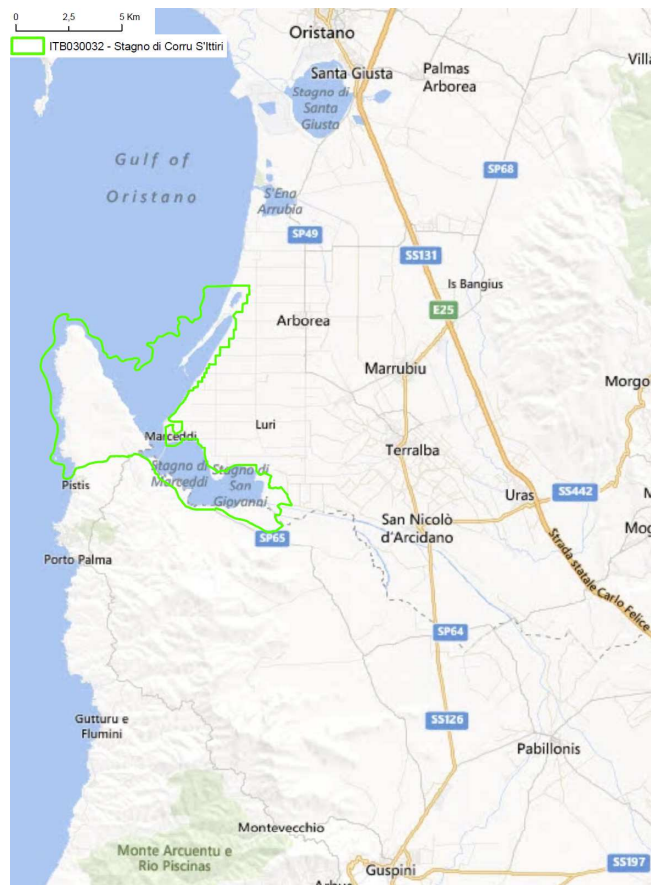 0 2,5 5 Km
ITB030032 - Stagno di Corru S'Ittiri
Oristano
Santa Giusta
Palmas
Arborea
Stagno di
Santa
Giusta
Gulf of
Oristano
S'Ena
Arrubia
SP68
SP49
SS131
Is Bangius
E25
Arborea
Marrubiu
Morgo
Marceddi
Luri
Terralba
Stagno di
Marceddi
Stagno di
San
Giovanni
Pistis
Uras
SS442
San Nicolò
d'Arcidano
Mog
SP65
Strada statale Carlo Felice
Porto Palma
SP64
Gutturu e
Flumini
SS126
Pabillonis
Montevecchio
Monte Arcuentu e
Rio Piscinas
Guspini
SS197